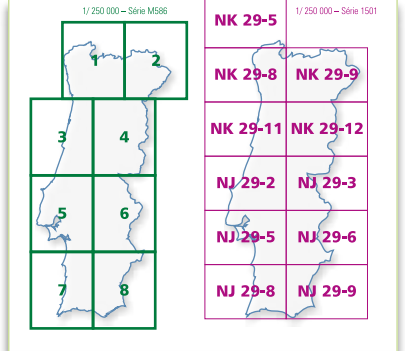 1/ 250 000 – Série M586
1 2
3 4
5 6
7 8
1/ 250 000 – Série 1501
NK 29-5
NK 29-8 NK 29-9
NK 29-11 NK 29-12
NJ 29-2 NJ 29-3
NJ 29-5 NJ 29-6
NJ 29-8 NJ 29-9